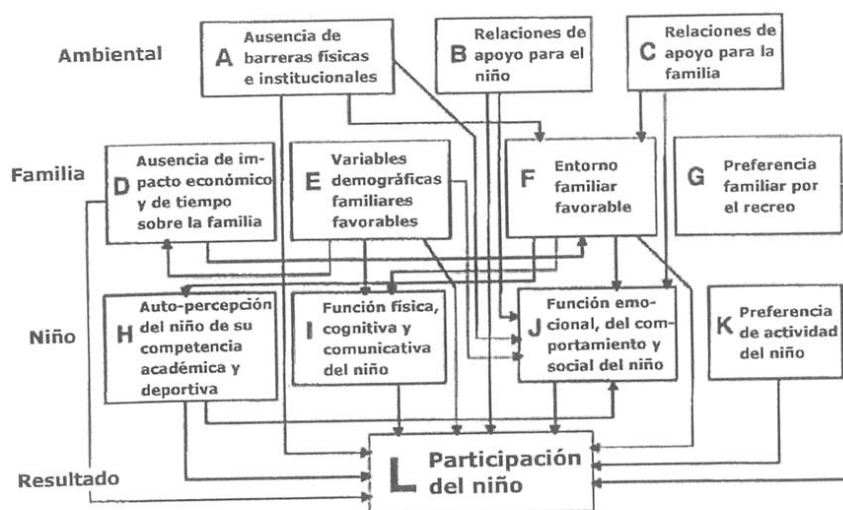 Ambiental
A
Ausencia de
barreras físicas
e institucionales
B
Relaciones de
apoyo para el
niño
C
Relaciones de
apoyo para la
familia
Familia
D
Ausencia de im-
pacto económico
y de tiempo
sobre la familia
E
Variables
demográficas
familiares
favorables
F
Entorno
familiar
favorable
G
Preferencia
familiar por
el recreo
Niño
H
Auto-percepción
del niño de su
competencia
académica y
deportiva
I
Función física,
cognitiva y
comunicativa
del niño
J
Función emo-
cional, del com-
portamiento y
social del niño
K
Preferencia
de actividad
del niño
Resultado
L
Participación
del niño